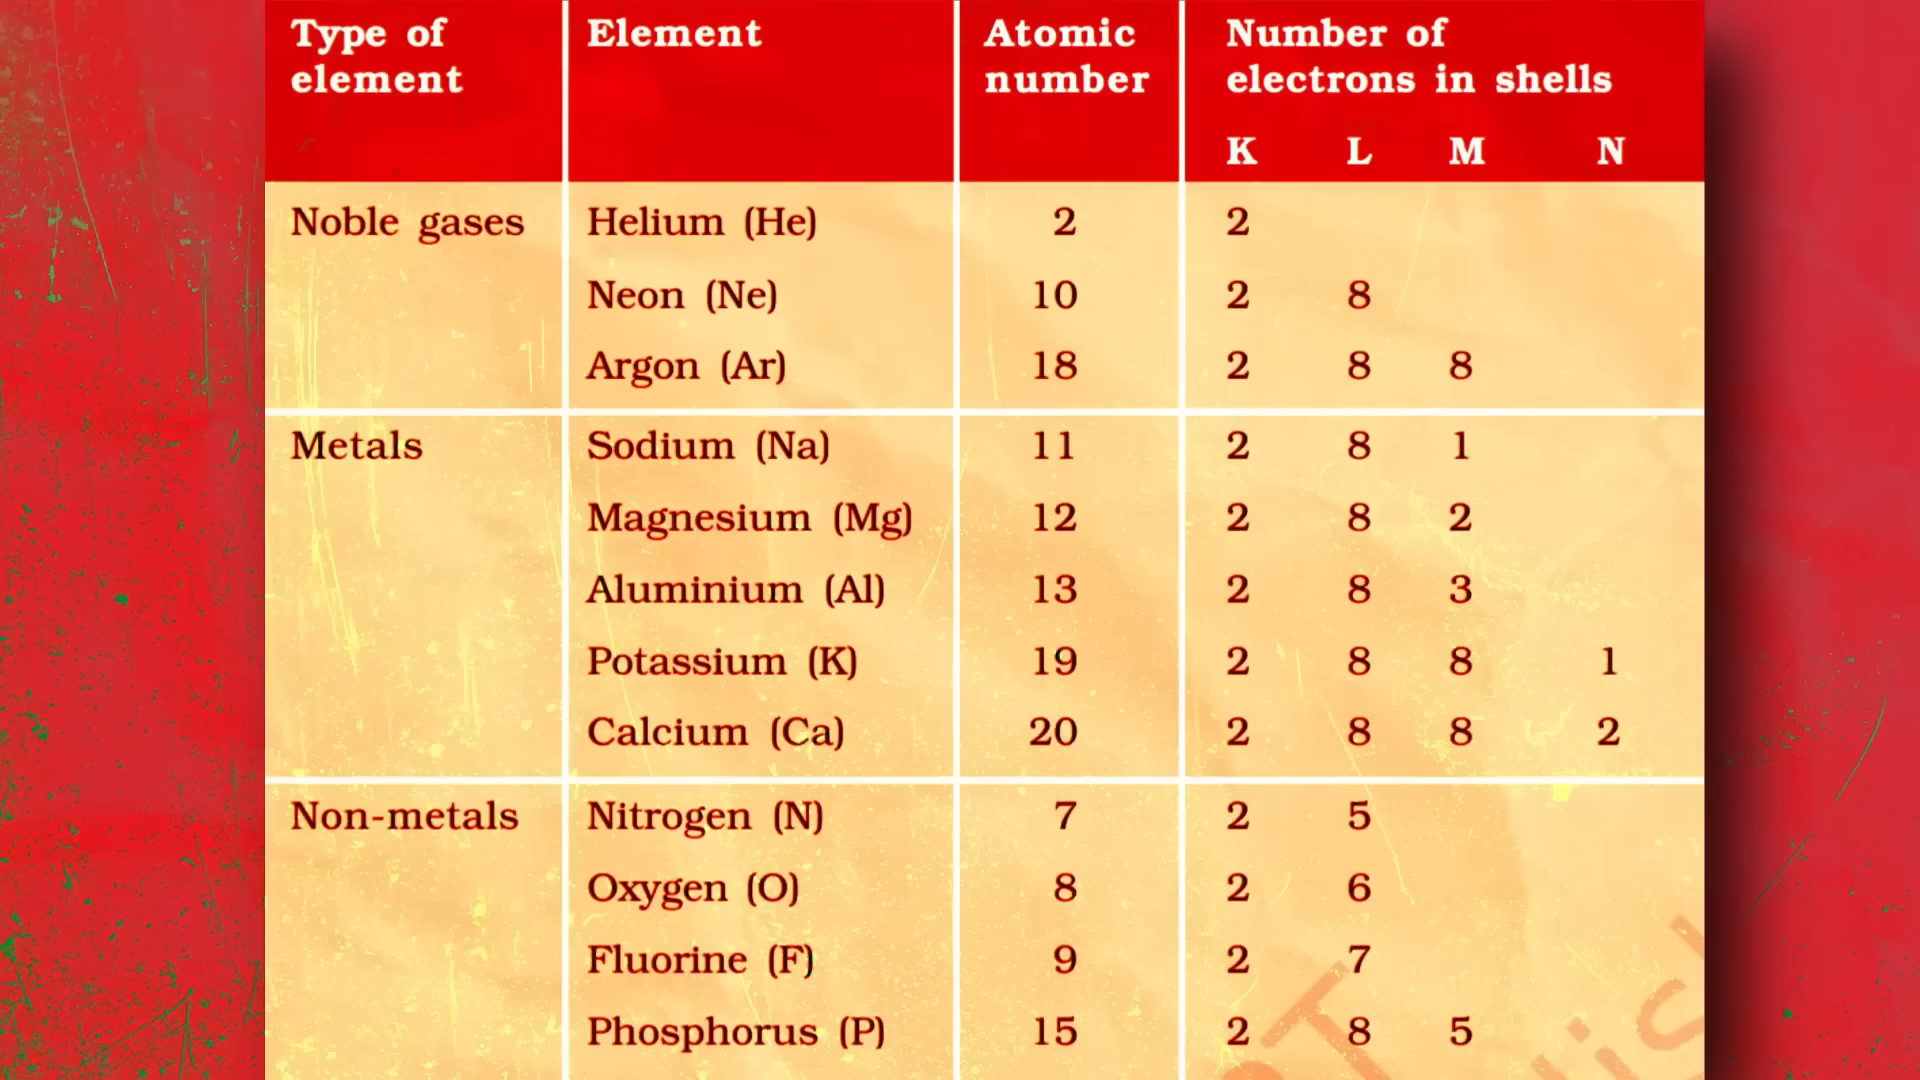 Type of element Element Atomic number Number of electrons in shells
K L M N
Noble gases Helium (He) 2 2
Neon (Ne) 10 2 8
Argon (Ar) 18 2 8 8
Metals Sodium (Na) 11 2 8 1
Magnesium (Mg) 12 2 8 2
Aluminium (Al) 13 2 8 3
Potassium (K) 19 2 8 8 1
Calcium (Ca) 20 2 8 8 2
Non-metals Nitrogen (N) 7 2 5
Oxygen (O) 8 2 6
Fluorine (F) 9 2 7
Phosphorus (P) 15 2 8 5